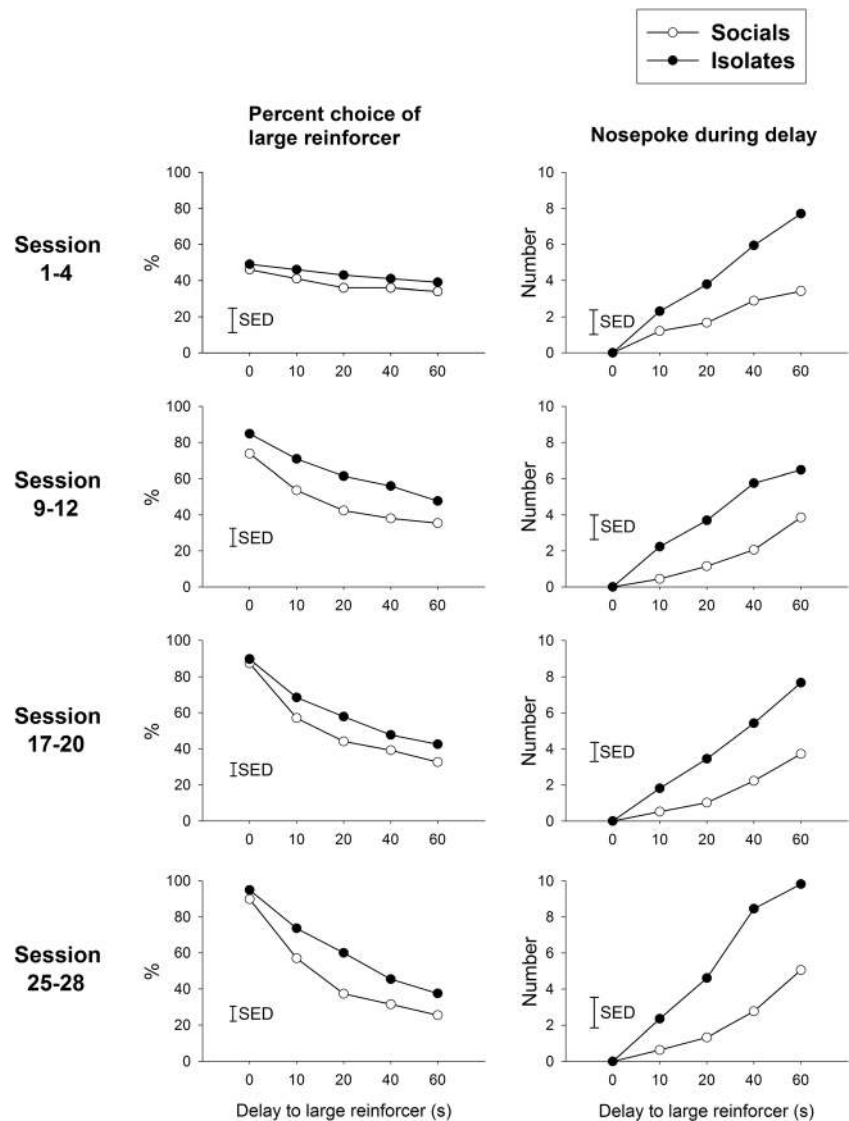 Socials
Isolates
Percent choice of
large reinforcer
Nosepoke during delay
Session
1-4
%
100
80
60
40
20
0
SED
0 10 20 40 60
Number
10
8
6
4
2
0
SED
0 10 20 40 60
Session
9-12
%
100
80
60
40
20
0
SED
0 10 20 40 60
Number
10
8
6
4
2
0
SED
0 10 20 40 60
Session
17-20
%
100
80
60
40
20
0
SED
0 10 20 40 60
Number
10
8
6
4
2
0
SED
0 10 20 40 60
Session
25-28
%
100
80
60
40
20
0
SED
0 10 20 40 60
Delay to large reinforcer (s)
Number
10
8
6
4
2
0
SED
0 10 20 40 60
Delay to large reinforcer (s)